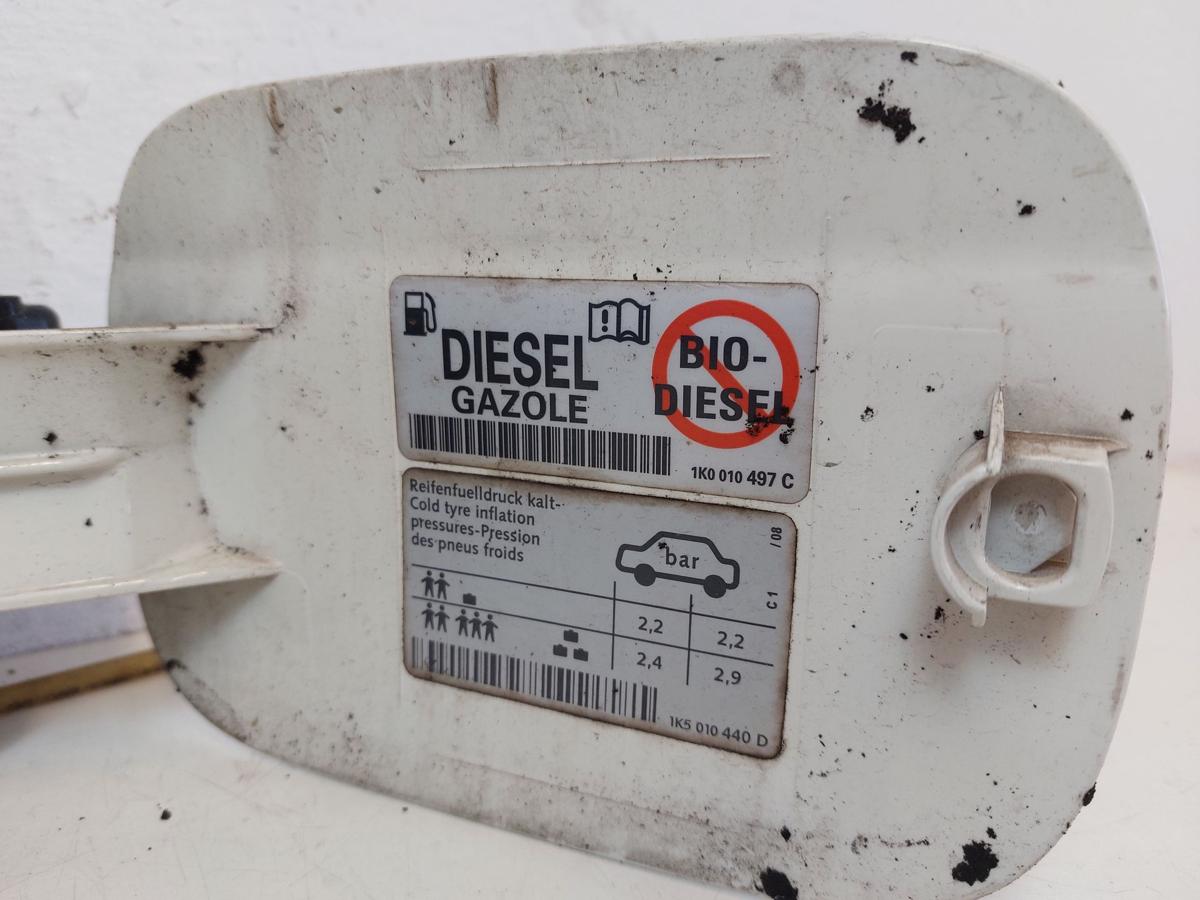 DIESEL
GAZOLE
BIO-
DIESEL
1K0 010 497 C
Reifenfuelldruck kalt-
Cold tyre inflation
pressures-Pression
des pneus froids
bar
2,2 2,2
2,4 2,9
C1 / 08
1K5 010 440 D